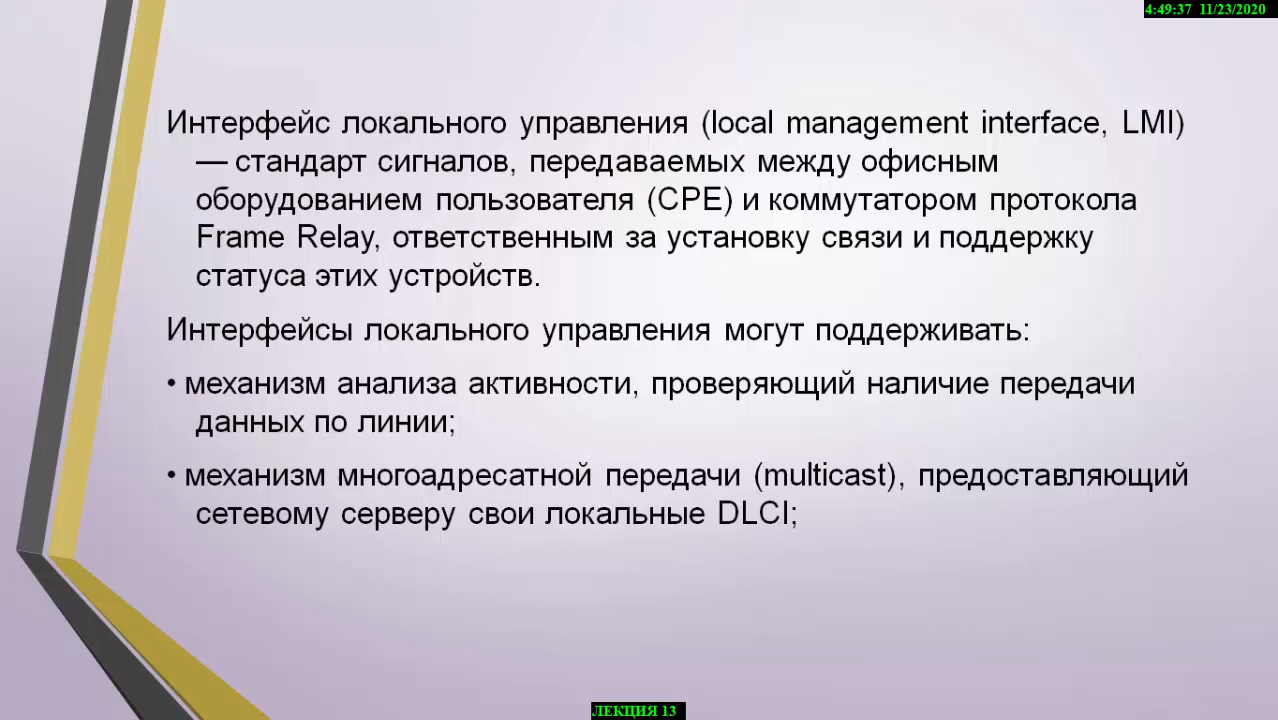 4:49:37 11/23/2020
Интерфейс локального управления (local management interface, LMI)
— стандарт сигналов, передаваемых между офисным
оборудованием пользователя (CPE) и коммутатором протокола
Frame Relay, ответственным за установку связи и поддержку
статуса этих устройств.
Интерфейсы локального управления могут поддерживать:
• механизм анализа активности, проверяющий наличие передачи
данных по линии;
• механизм многоадресатной передачи (multicast), предоставляющий
сетевому серверу свои локальные DLCI;
ЛЕКЦИЯ 13